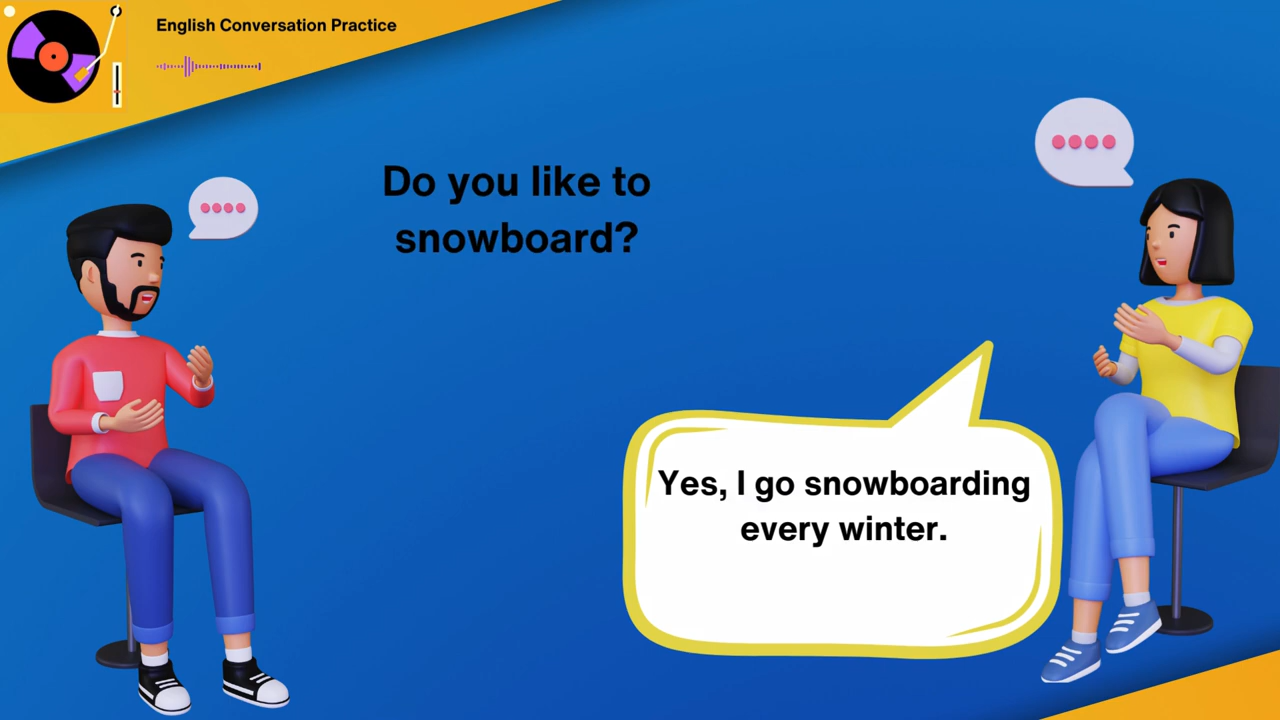 English Conversation Practice
Do you like to
snowboard?
Yes, I go snowboarding
every winter.